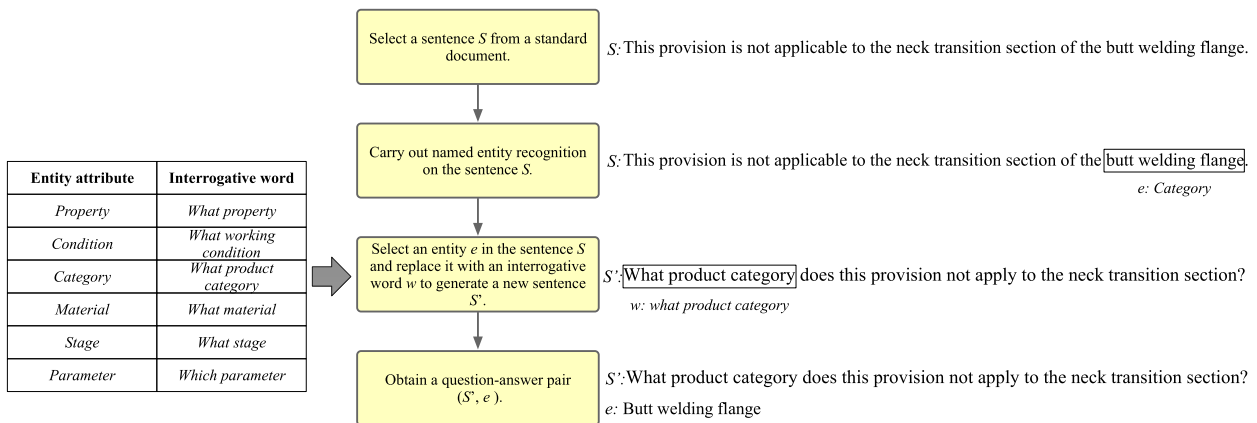 Select a sentence S from a standard
document.
S: This provision is not applicable to the neck transition section of the butt welding flange.
Carry out named entity recognition
on the sentence S.
S: This provision is not applicable to the neck transition section of the butt welding flange.
e: Category
Entity attribute Interrogative word
Property What property
Condition What working
condition
Category What product
category
Material What material
Stage What stage
Parameter Which parameter
Select an entity e in the sentence S
and replace it with an interrogative
word w to generate a new sentence
S’.
S’: What product category does this provision not apply to the neck transition section?
w: what product category
Obtain a question-answer pair
(S’, e ).
S’: What product category does this provision not apply to the neck transition section?
e: Butt welding flange